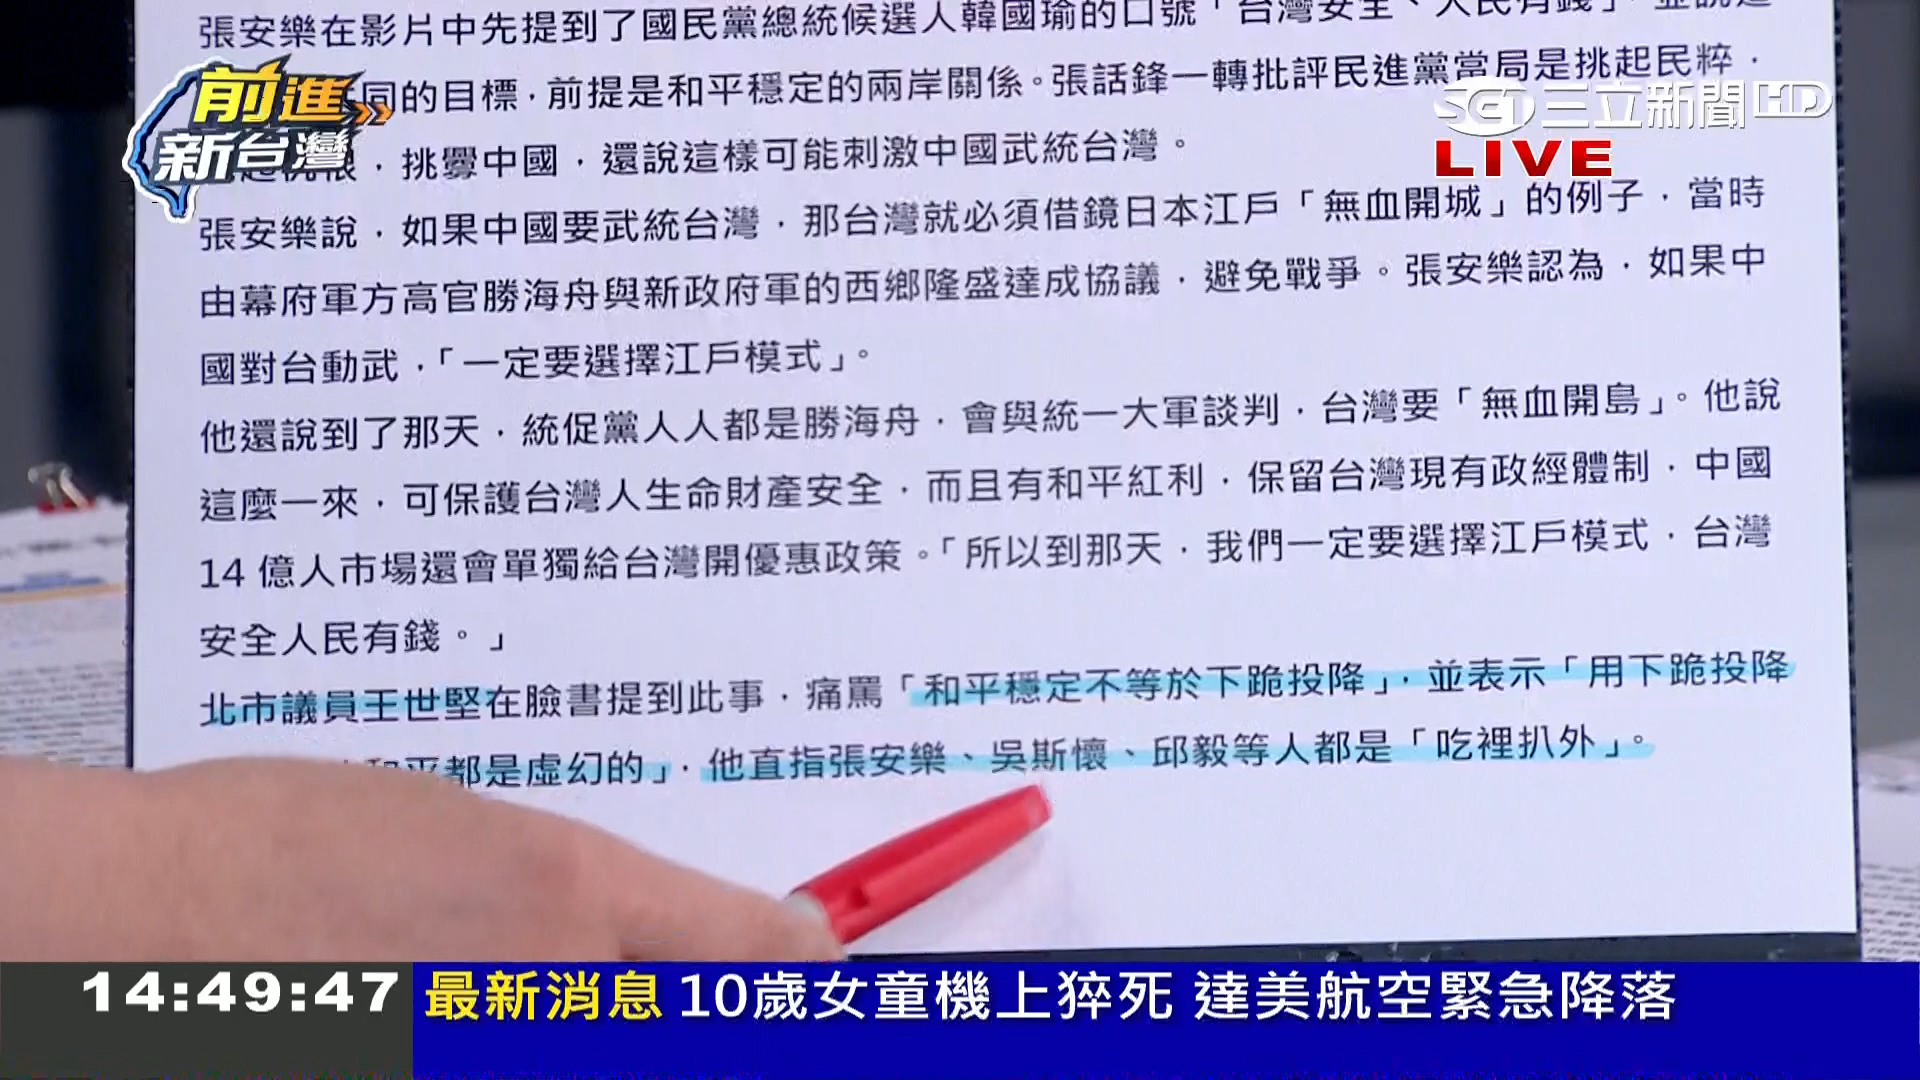 張安樂在影片中先提到了國民黨總統候選人韓國瑜的口號「台灣安全、人民有錢」,並說這
同的目標,前提是和平穩定的兩岸關係。張話鋒一轉批評民進黨當局是挑起民粹,
,挑釁中國,還說這樣可能刺激中國武統台灣。
張安樂說,如果中國要武統台灣,那台灣就必須借鏡日本江戶「無血開城」的例子,當時
由幕府軍方高官勝海舟與新政府軍的西鄉隆盛達成協議,避免戰爭。張安樂認為,如果中
國對台動武,「一定要選擇江戶模式」。
他還說到了那天,統促黨人人都是勝海舟,會與統一大軍談判,台灣要「無血開島」。他說
這麼一來,可保護台灣人生命財產安全,而且有和平紅利,保留台灣現有政經體制,中國
14 億人市場還會單獨給台灣開優惠政策。「所以到那天,我們一定要選擇江戶模式,台灣
安全人民有錢。」
北市議員王世堅在臉書提到此事,痛罵「和平穩定不等於下跪投降」,並表示「用下跪投降
和平都是虛幻的」,他直指張安樂、吳斯懷、邱毅等人都是「吃裡扒外」。
前進
新台灣
SET 三立新聞 HD
LIVE
14:49:47
最新消息 10歲女童機上猝死 達美航空緊急降落